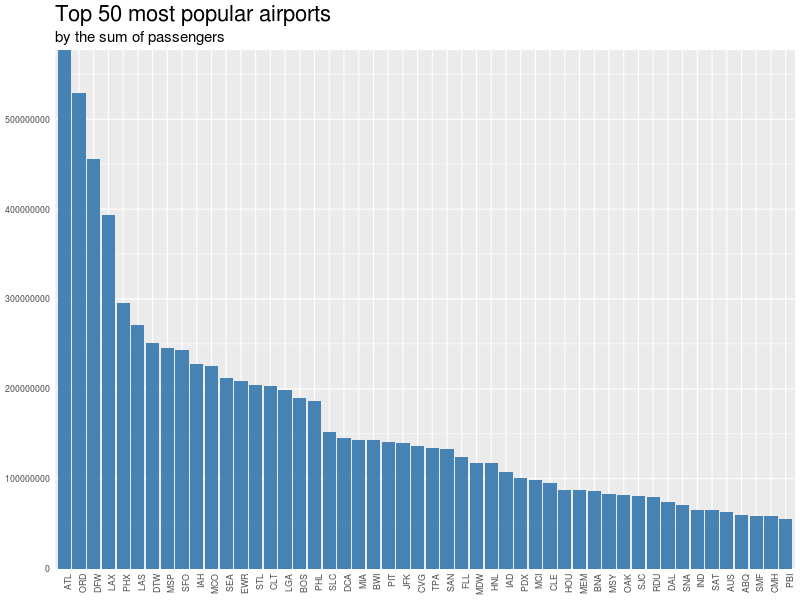 Top 50 most popular airports
by the sum of passengers
500000000
400000000
300000000
200000000
100000000
0
ATL ORD DFW LAX PHX LAS DTW MSP SFO IAH MCO SEA EWR STL CLT LGA BOS PHL SLC DCA MIA BWI PIT JFK CVG TPA SAN FLL MDW HNL IAD PDX MCI CLE HOU MEM BNA MSY OAK SJC RDU DAL SNA IND SAT AUS ABQ SMF CMH PBI